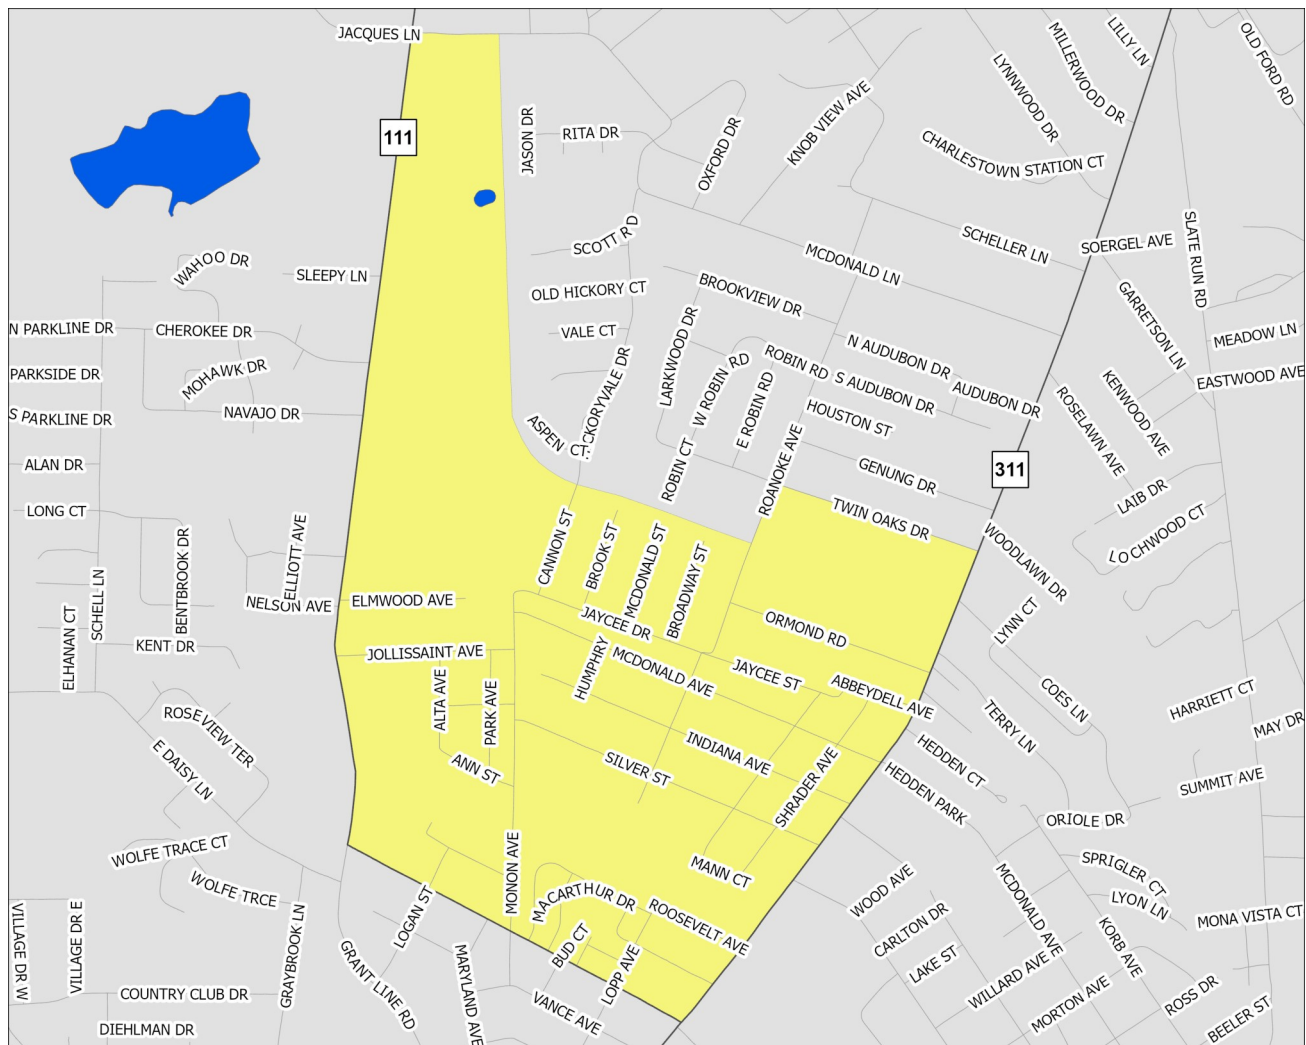 JACQUES LN
LILLY LN
MILLERWOOD DR
OLD FORD RD
LYNNWOOD DR
111
JASON DR
RITA DR
OXFORD DR
KNOB VIEW AVE
CHARLESTOWN STATION CT
SCOTT RD
WAHOO DR
SLEEPY LN
MCDONALD LN
SCHELLER LN
SOERGEL AVE
SLATE RUN RD
OLD HICKORY CT
BROOKVIEW DR
GARRETSON LN
N PARKLINE DR
CHEROKEE DR
VALE CT
LARKWOOD DR
MEADOW LN
N AUDUBON DR
ROBIN RD
W ROBIN RD
E ROBIN RD
S AUDUBON DR
AUDUBON DR
PARKSIDE DR
MOHAWK DR
EASTWOOD AVE
KENWOOD AVE
ROSELAWN AVE
S PARKLINE DR
NAVAJO DR
HICKORYVALE DR
ASPEN CT
HOUSTON ST
ALAN DR
ROBIN CT
ROANOKE AVE
GENUNG DR
311
LAIB DR
LONG CT
TWIN OAKS DR
LOCHWOOD CT
CANNON ST
BROOK ST
MCDONALD ST
BROADWAY ST
WOODLAWN DR
ELLIOTT AVE
BENTBROOK DR
SCHELL LN
NELSON AVE
ELMWOOD AVE
JAYCEE DR
ORMOND RD
LYNN CT
ELHANAN CT
KENT DR
JOLLISSAINT AVE
HUMPHRY
MCDONALD AVE
JAYCEE ST
ABBEYDELL AVE
COES LN
HARRIETT CT
ALTA AVE
PARK AVE
ROSEVIEW TER
TERRY LN
MAY DR
E DAISY LN
ANN ST
SILVER ST
INDIANA AVE
HEDDEN CT
SHRADER AVE
HEDDEN PARK
SUMMIT AVE
ORIOLE DR
WOLFE TRACE CT
MONON AVE
MANN CT
SPRIGLER CT
WOLFE TRCE
MACARTHUR DR
WOOD AVE
LYON LN
LOGAN ST
ROOSEVELT AVE
MCDONALD AVE
MONA VISTA CT
VILLAGE DR W
VILLAGE DR E
GRAYBROOK LN
GRANT LINE RD
MARYLAND AVE
BUD CT
LOPP AVE
CARLTON DR
LAKE ST
KORB AVE
WILLARD AVE
COUNTRY CLUB DR
VANCE AVE
MORTON AVE
ROSS DR
DIEHLMAN DR
BEELER ST